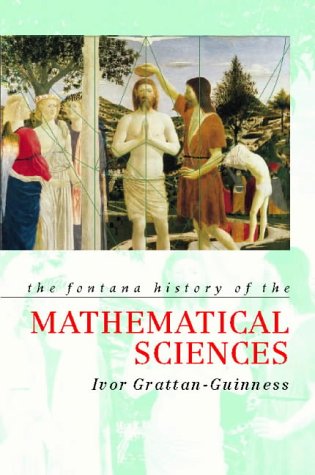 the fontana history of the
MATHEMATICAL
SCIENCES
Ivor Grattan-Guinness